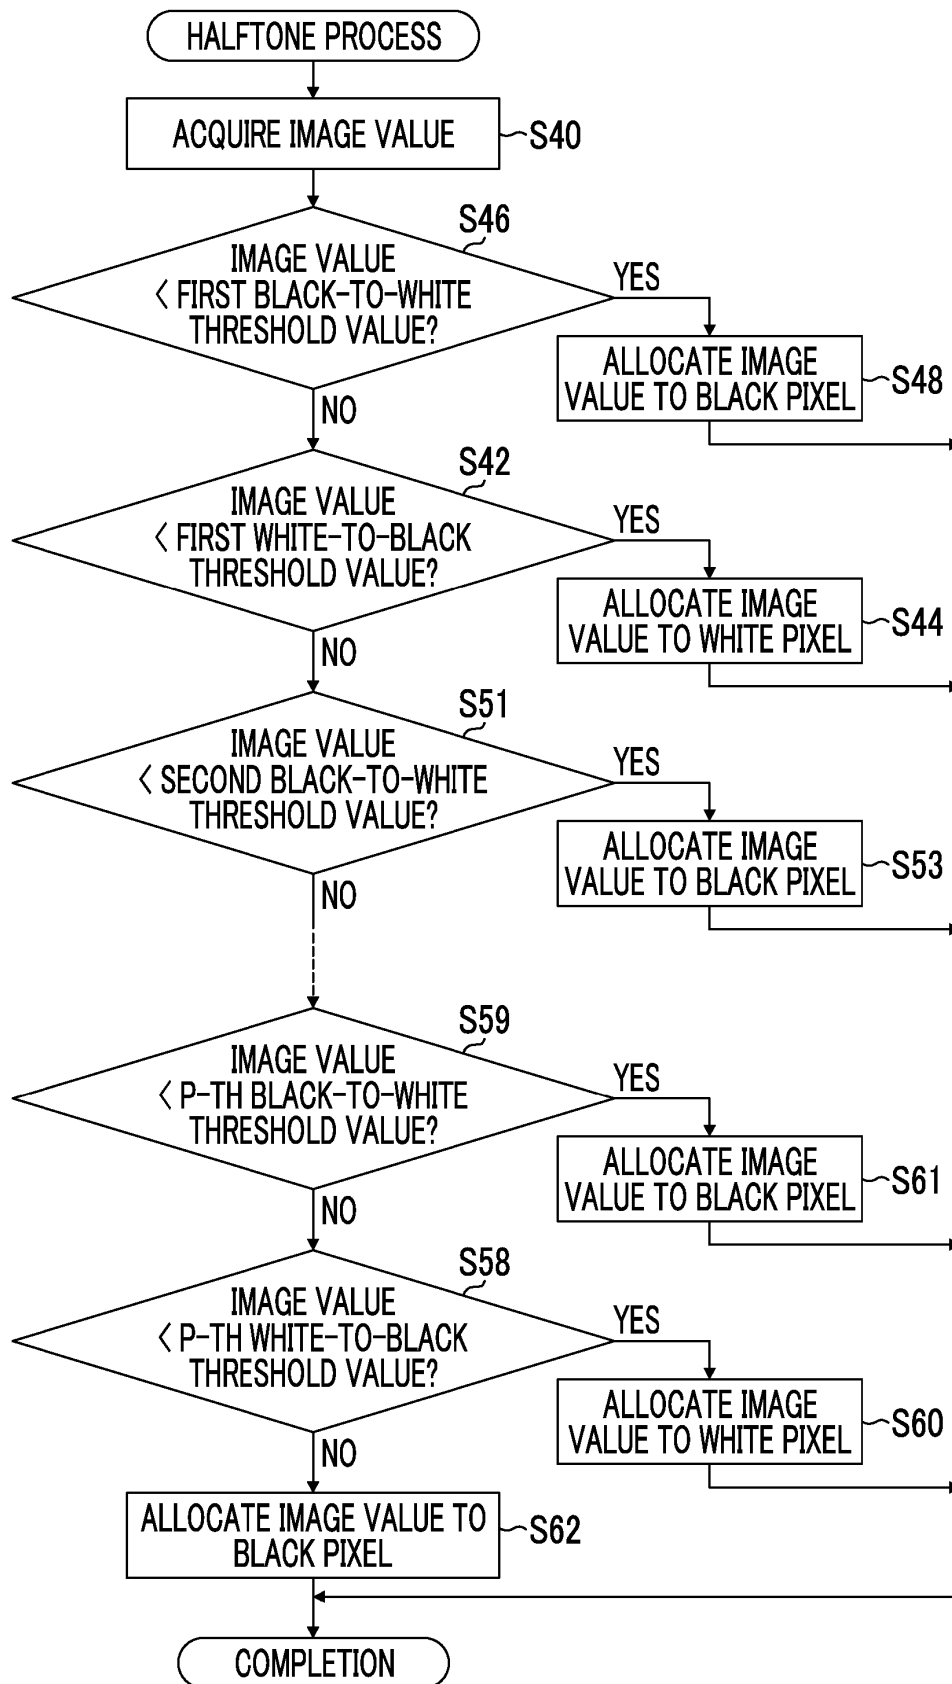 HALFTONE PROCESS
ACQUIRE IMAGE VALUE
S40
S46
IMAGE VALUE
< FIRST BLACK-TO-WHITE
THRESHOLD VALUE?
YES
ALLOCATE IMAGE
VALUE TO BLACK PIXEL
S48
NO
S42
IMAGE VALUE
< FIRST WHITE-TO-BLACK
THRESHOLD VALUE?
YES
ALLOCATE IMAGE
VALUE TO WHITE PIXEL
S44
NO
S51
IMAGE VALUE
< SECOND BLACK-TO-WHITE
THRESHOLD VALUE?
YES
ALLOCATE IMAGE
VALUE TO BLACK PIXEL
S53
NO
S59
IMAGE VALUE
< P-TH BLACK-TO-WHITE
THRESHOLD VALUE?
YES
ALLOCATE IMAGE
VALUE TO BLACK PIXEL
S61
NO
S58
IMAGE VALUE
< P-TH WHITE-TO-BLACK
THRESHOLD VALUE?
YES
ALLOCATE IMAGE
VALUE TO WHITE PIXEL
S60
NO
ALLOCATE IMAGE VALUE TO
BLACK PIXEL
S62
COMPLETION